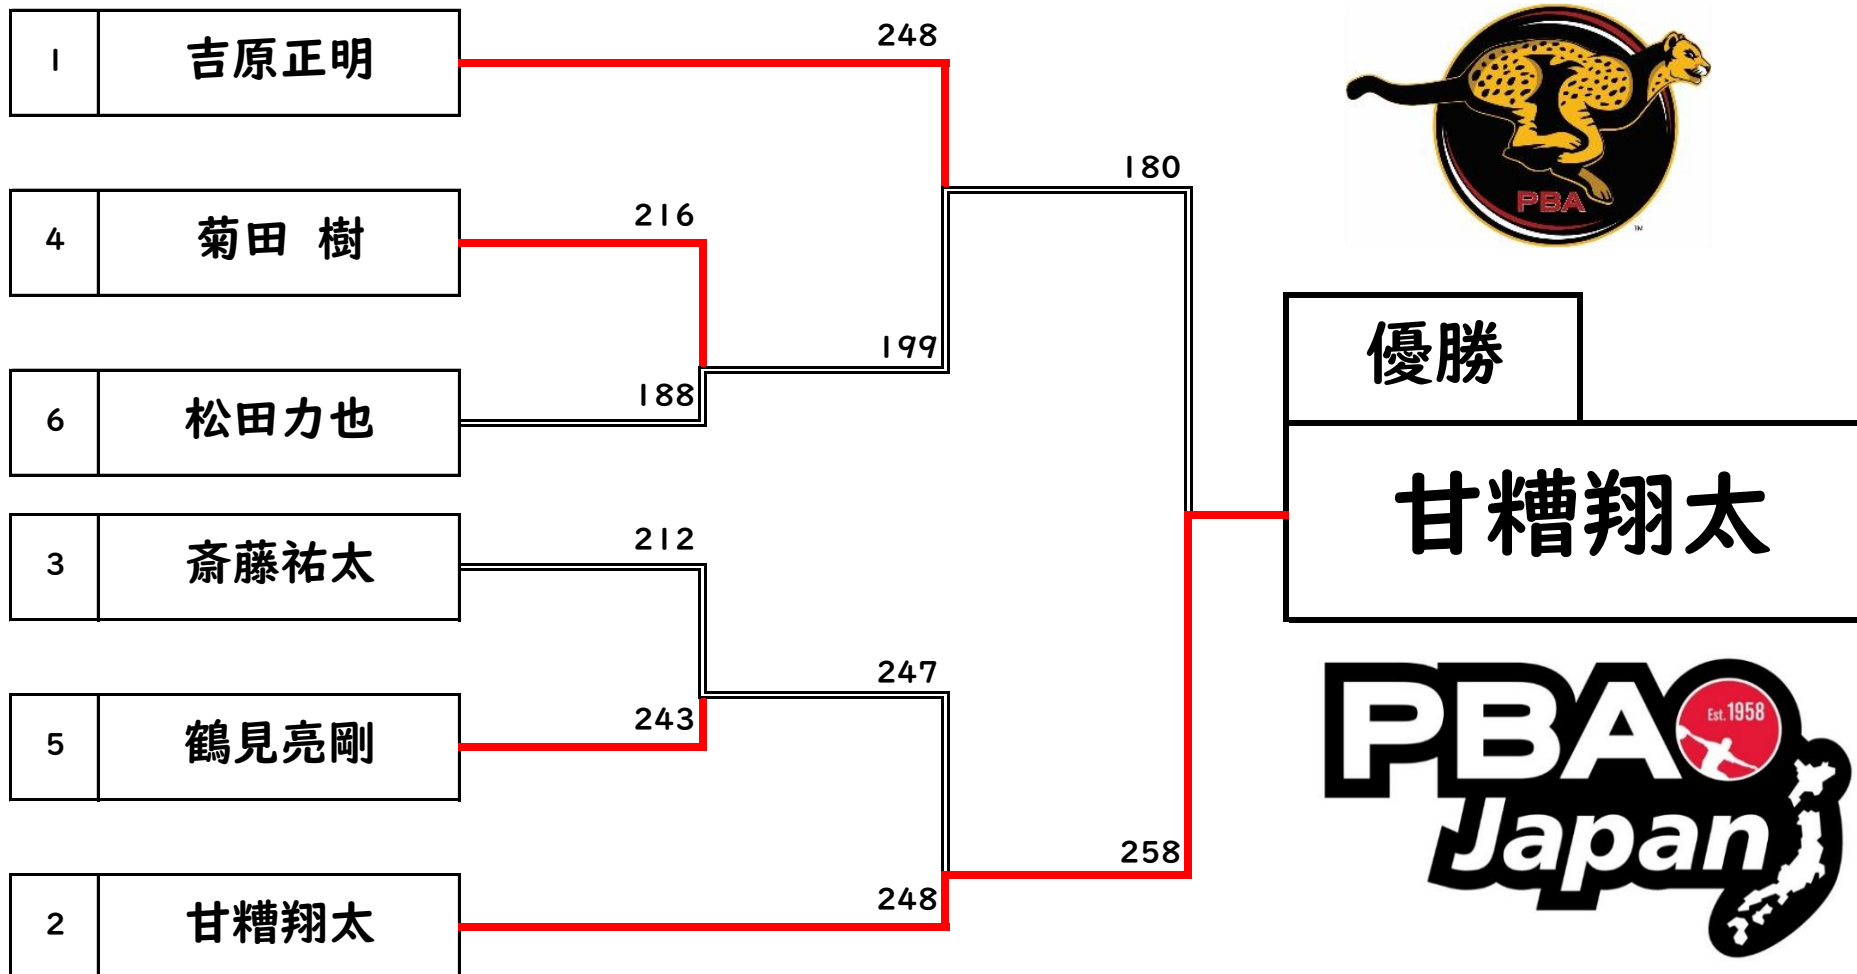 1 吉原正明
248
180
4 菊田 樹
216
199
6 松田力也
188
3 斎藤祐太
212
247
5 鶴見亮剛
243
258
2 甘糟翔太
248
PBA
TM
優勝
甘糟翔太
PBA
Est.1958
Japan